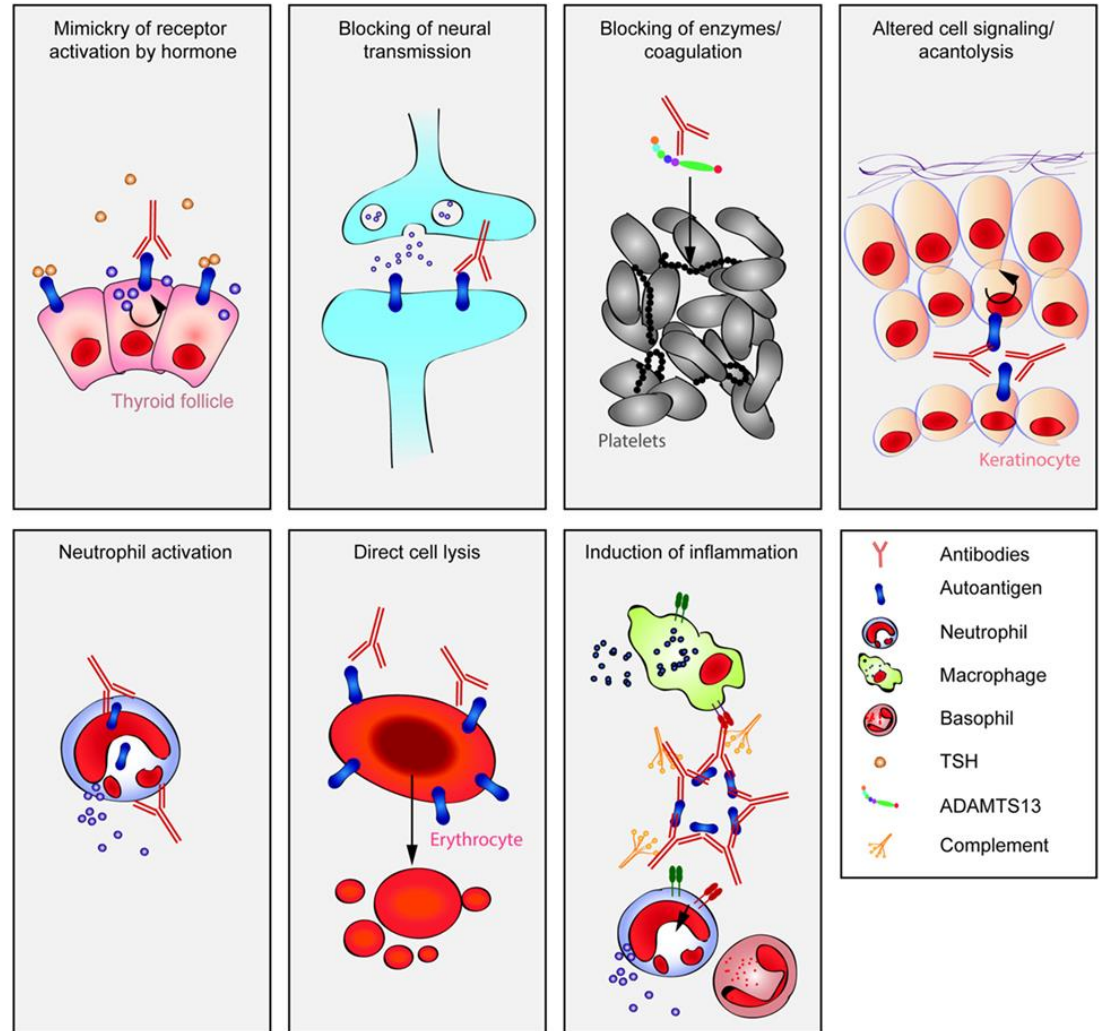 Mimickry of receptor
activation by hormone
Blocking of neural
transmission
Blocking of enzymes/
coagulation
Altered cell signaling/
acantolysis
Thyroid follicle
Platelets
Keratinocyte
Neutrophil activation
Direct cell lysis
Induction of inflammation
Erythrocyte
Antibodies
Autoantigen
Neutrophil
Macrophage
Basophil
TSH
ADAMTS13
Complement